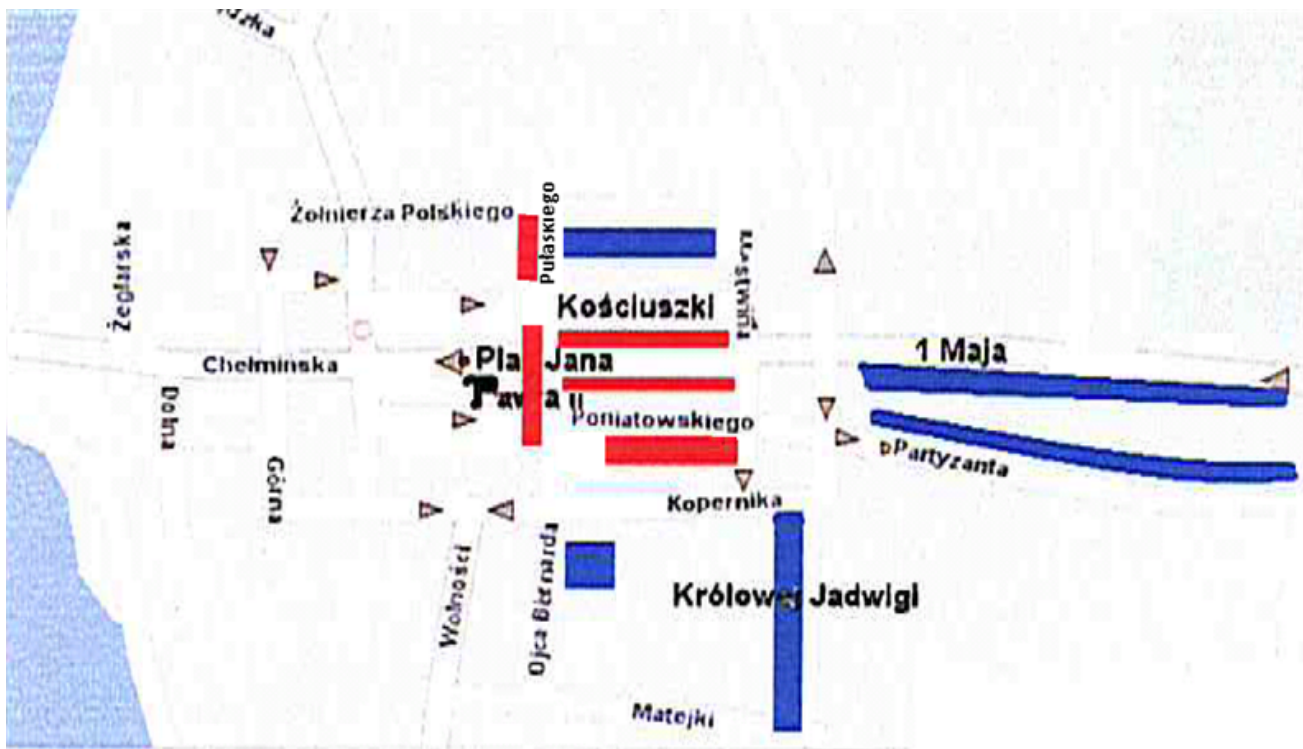 Żołnierza Polskiego
Pułaskiego
Żeglarska
Kościuszki
Chełmińska
Plac Jana
Pawła II
1 Maja
Dolna
Poniatowskiego
Partyzanta
Górna
Kopernika
Wolności
Ojca Bernarda
Królowej Jadwigi
Matejki